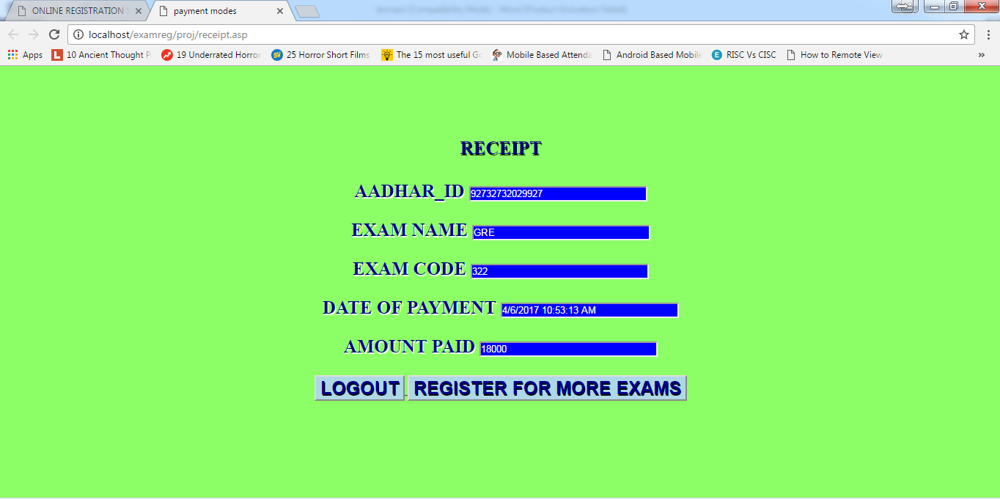 ONLINE REGISTRATION
payment modes
localhost/examreg/proj/receipt.asp
Apps
10 Ancient Thought
19 Underrated Horror
25 Horror Short Films
The 15 most useful
Mobile Based
Android Based
RISC Vs CISC
How to Remote View
RECEIPT
AADHAR_ID 92732732029927
EXAM NAME GRE
EXAM CODE 322
DATE OF PAYMENT 4/6/2017 10:53:13 AM
AMOUNT PAID 18000
LOGOUT REGISTER FOR MORE EXAMS